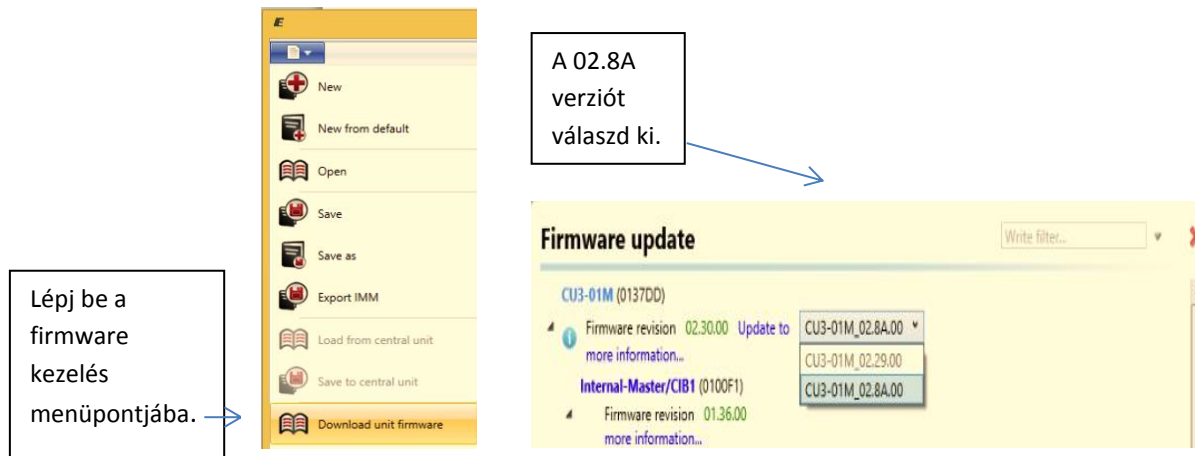 New
New from default
Open
Save
Save as
Export IMM
Load from central unit
Save to central unit
Download unit firmware
Lépj be a
firmware
kezelés
menüpontjába.
A 02.8A
verziót
válaszd ki.
Firmware update
Write filter...
CU3-01M (0137DD)
Firmware revision 02.30.00 Update to CU3-01M_02.8A.00
more information...
CU3-01M_02.29.00
CU3-01M_02.8A.00
Internal-Master/CIB1 (0100F1)
Firmware revision 01.36.00
more information...